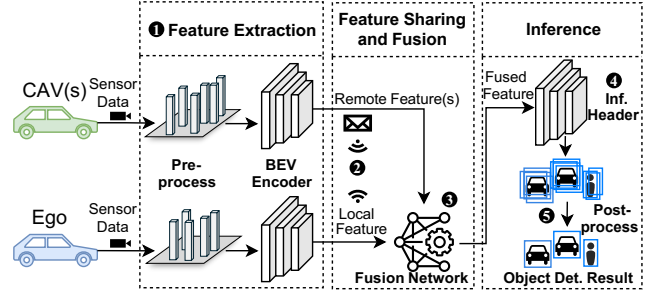 ❶ Feature Extraction
Feature Sharing
and Fusion
Inference
CAV(s)
Sensor
Data
Pre-
process
BEV
Encoder
Remote Feature(s)
❷
Fused
Feature
❹
Inf.
Header
Ego
Sensor
Data
Local
Feature
❸
Fusion Network
❺
Post-
process
Object Det. Result